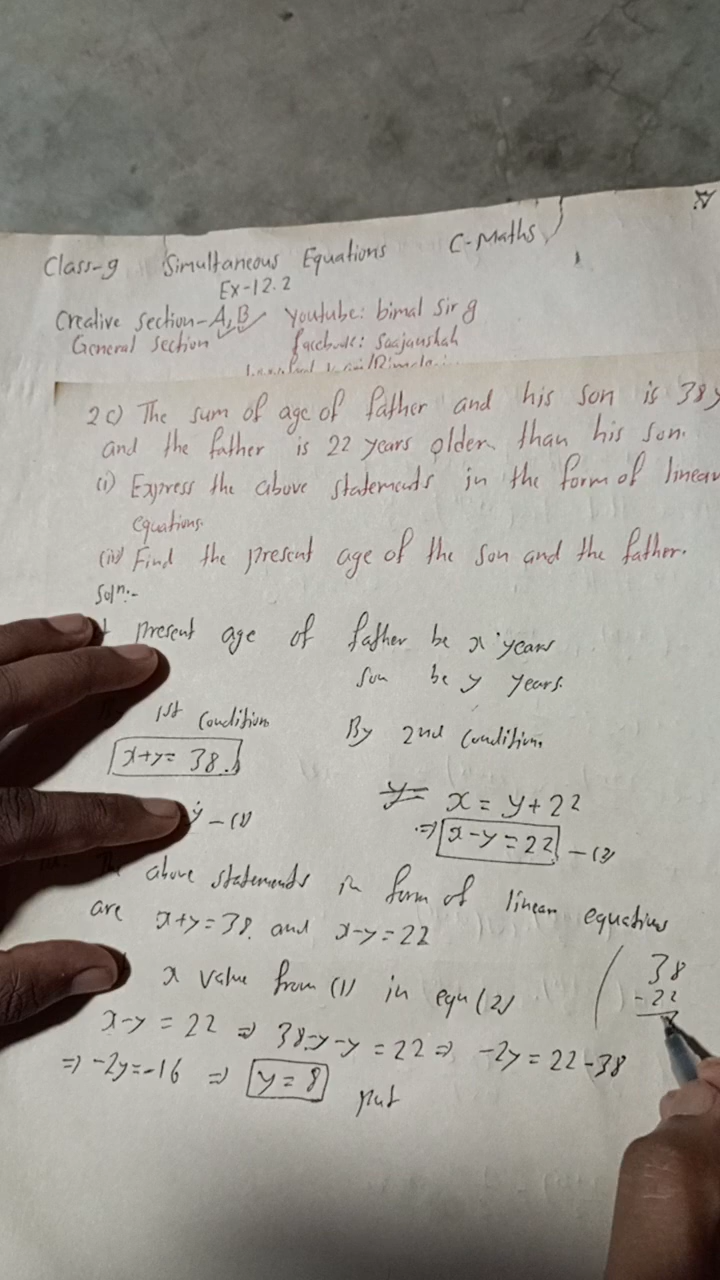 Class-9 Simultaneous Equations C-Maths
Ex-12.2
Creative section-A,B youtube: bimal Sir 9
General section facebook: Saajanshah
2c) The sum of age of father and his son is 38y
and the father is 22 years older than his son.
(i) Express the above statements in the form of linear
equations.
(ii) Find the present age of the son and the father.
Soln:-
present age of father be x years
son be y years.
1st condition By 2nd condition,
x+y= 38
y= x = y+22
y -(1) => x-y=22 -(2)
above statements in form of linear equations
are x+y=38. and x-y=22
x value from (1) in eqn (2) 38
-22
x-y = 22 => 38-y-y = 22 => -2y = 22-38
=> -2y=-16 => y=8 put